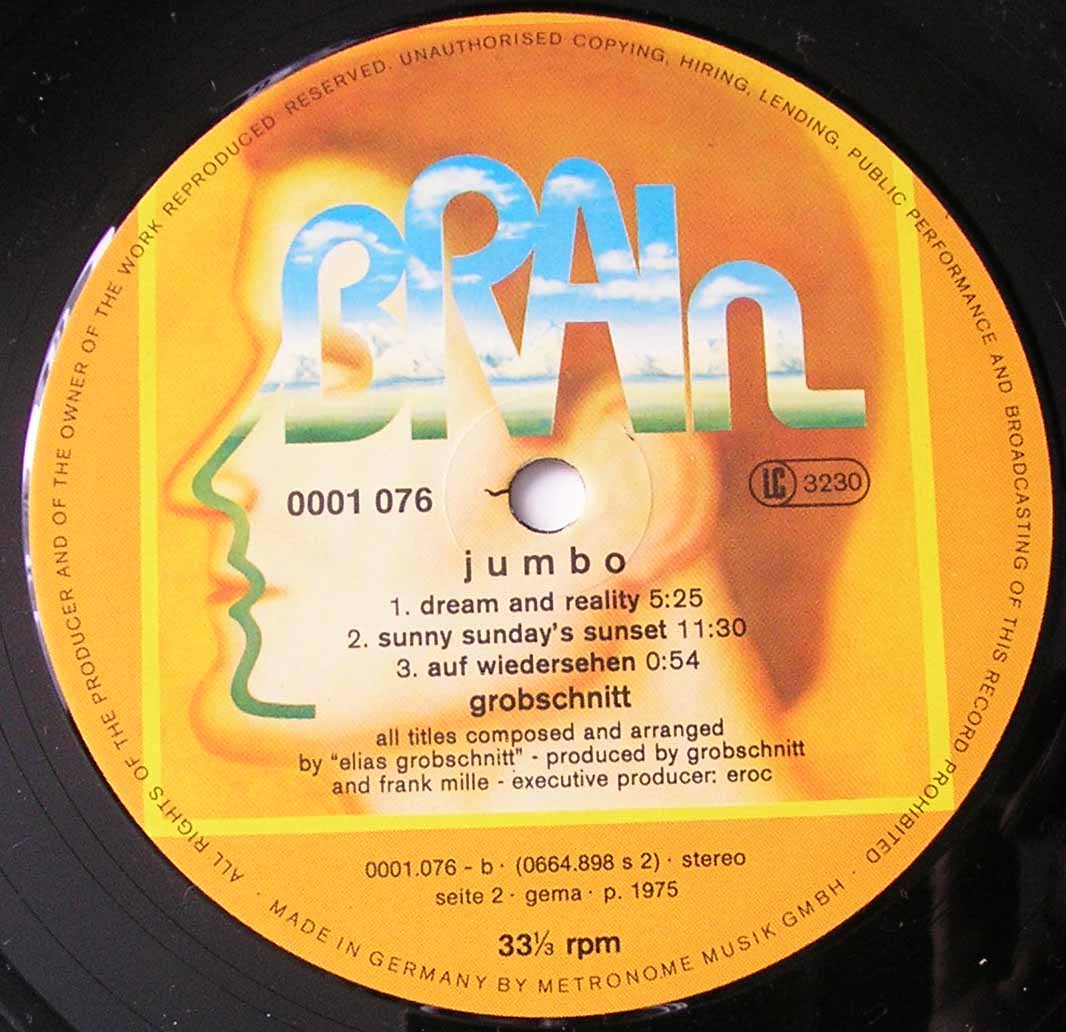 ALL RIGHTS OF THE PRODUCER AND OF THE OWNER OF THE WORK REPRODUCED RESERVED. UNAUTHORISED COPYING, HIRING, LENDING, PUBLIC PERFORMANCE AND BROADCASTING OF THIS RECORD PROHIBITED
BRAIn
0001 076
LC 3230
jumbo
1. dream and reality 5:25
2. sunny sunday's sunset 11:30
3. auf wiedersehen 0:54
grobschnitt
all titles composed and arranged
by "elias grobschnitt" - produced by grobschnitt
and frank mille - executive producer: eroc
0001.076 - b · (0664.898 s 2) · stereo
seite 2 · gema · p. 1975
33⅓ rpm
· MADE IN GERMANY BY METRONOME MUSIK GMBH ·